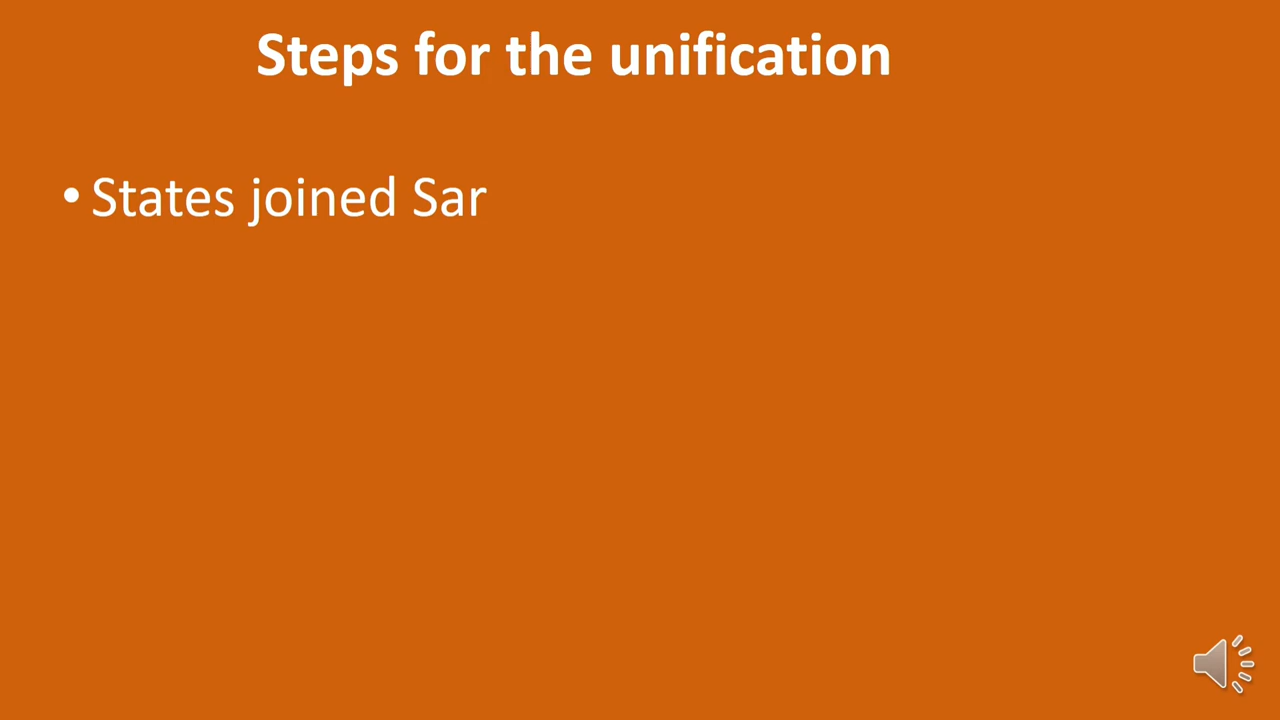 Steps for the unification
• States joined Sar